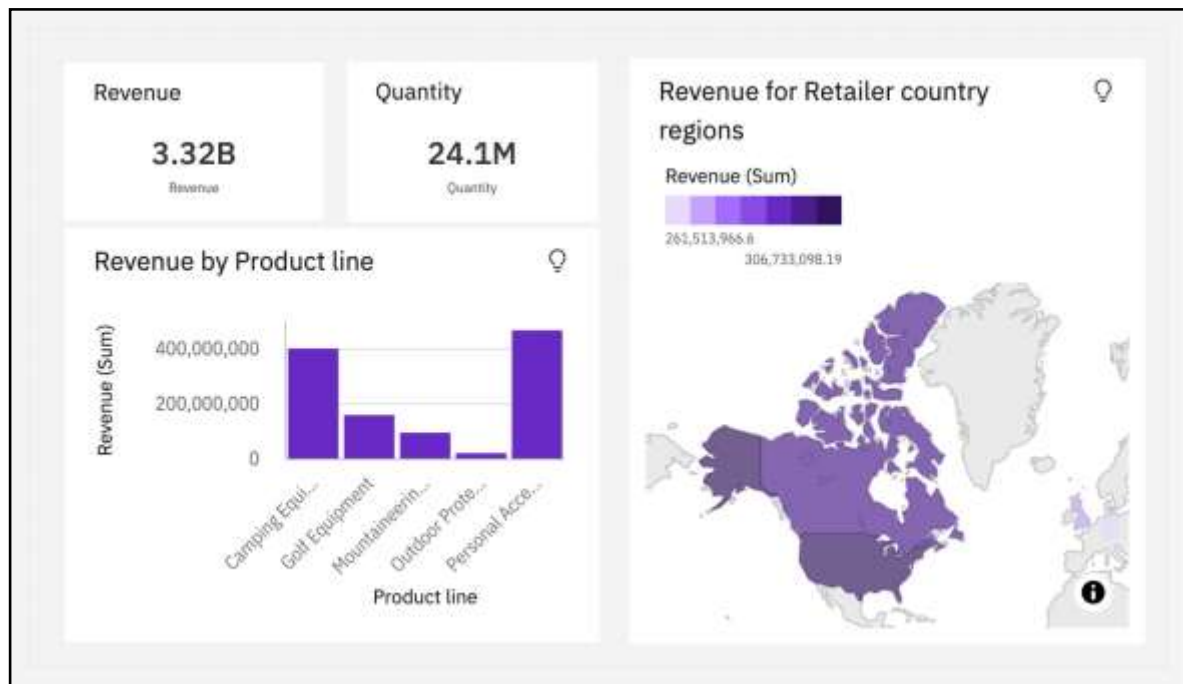 Revenue
3.32B
Revenue
Quantity
24.1M
Quantity
Revenue by Product line
Revenue (Sum)
400,000,000
200,000,000
0
Camping Equi...
Golf Equipment
Mountaineerin...
Outdoor Prote...
Personal Acce...
Product line
Revenue for Retailer country
regions
Revenue (Sum)
261,513,966.6
306,733,098.19